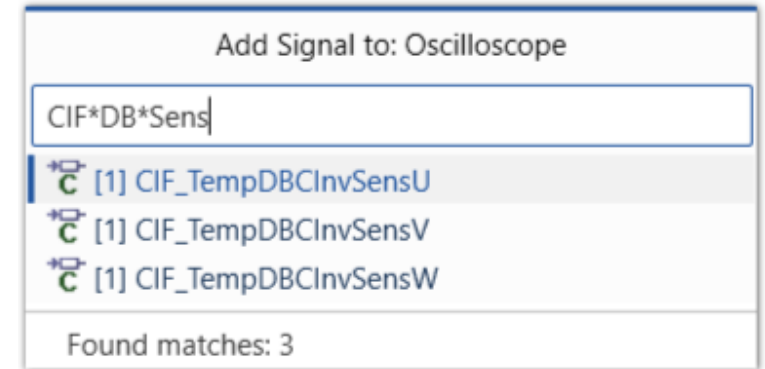 Add Signal to: Oscilloscope
CIF*DB*Sens
C [1] CIF_TempDBCInvSensU
C [1] CIF_TempDBCInvSensV
C [1] CIF_TempDBCInvSensW
Found matches: 3